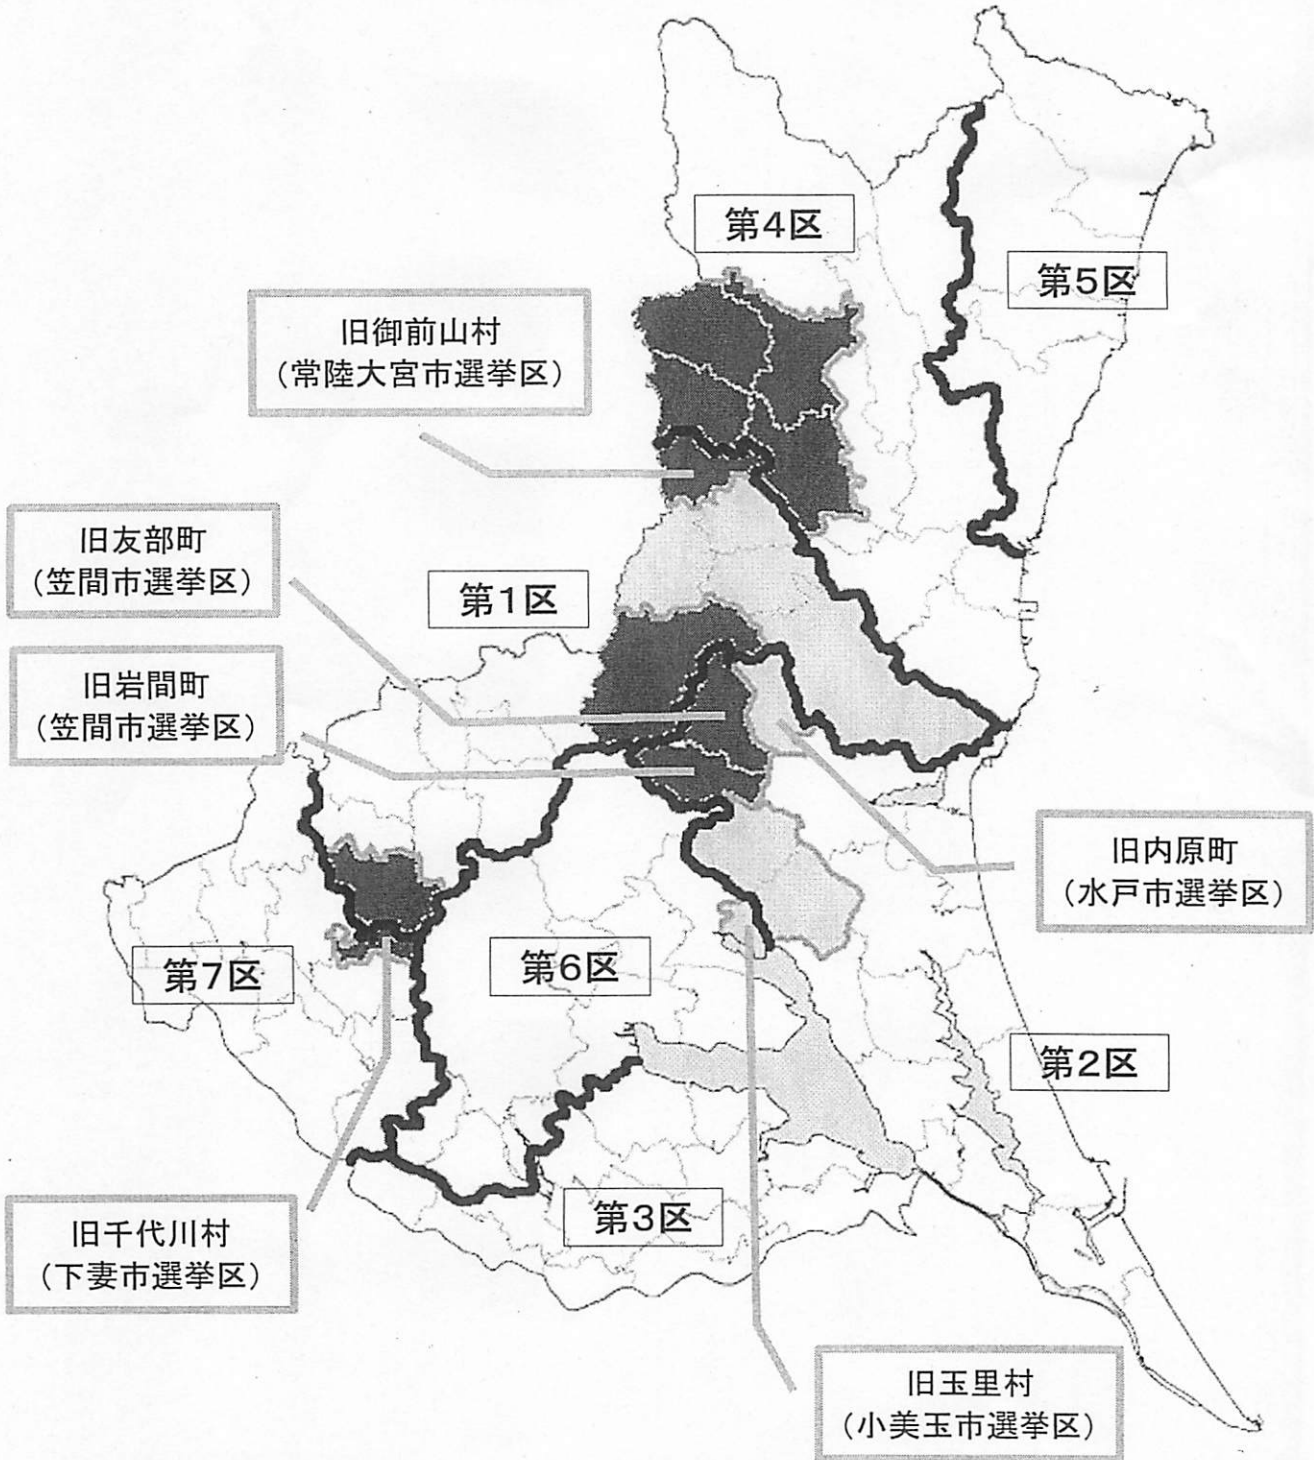 第4区
第5区
旧御前山村
(常陸大宮市選挙区)
旧友部町
(笠間市選挙区)
第1区
旧岩間町
(笠間市選挙区)
旧内原町
(水戸市選挙区)
第7区
第6区
第2区
第3区
旧千代川村
(下妻市選挙区)
旧玉里村
(小美玉市選挙区)